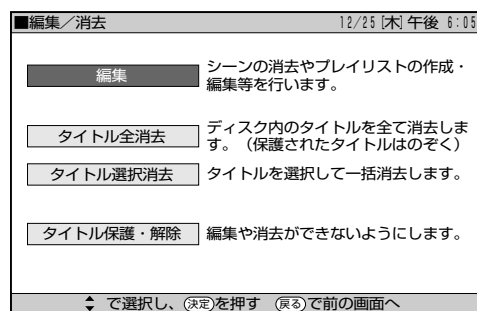 ■編集／消去 12/25[木]午後 6:05
編集 シーンの消去やプレイリストの作成・
編集等を行います。
タイトル全消去 ディスク内のタイトルを全て消去しま
す。（保護されたタイトルはのぞく）
タイトル選択消去 タイトルを選択して一括消去します。
タイトル保護・解除 編集や消去ができないようにします。
で選択し、決定を押す 戻るで前の画面へ